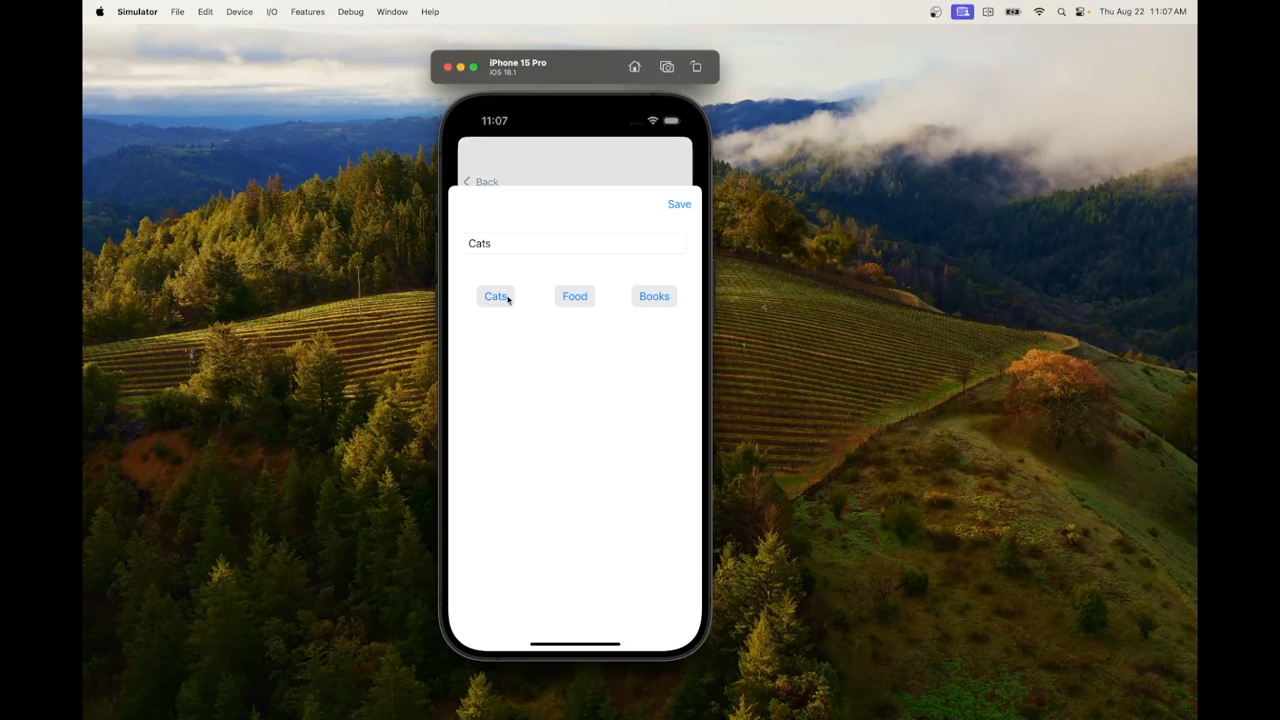 Simulator File Edit Device I/O Features Debug Window Help Thu Aug 22 11:07 AM
iPhone 15 Pro
iOS 18.1
11:07
Back
Save
Cats
Cats Food Books